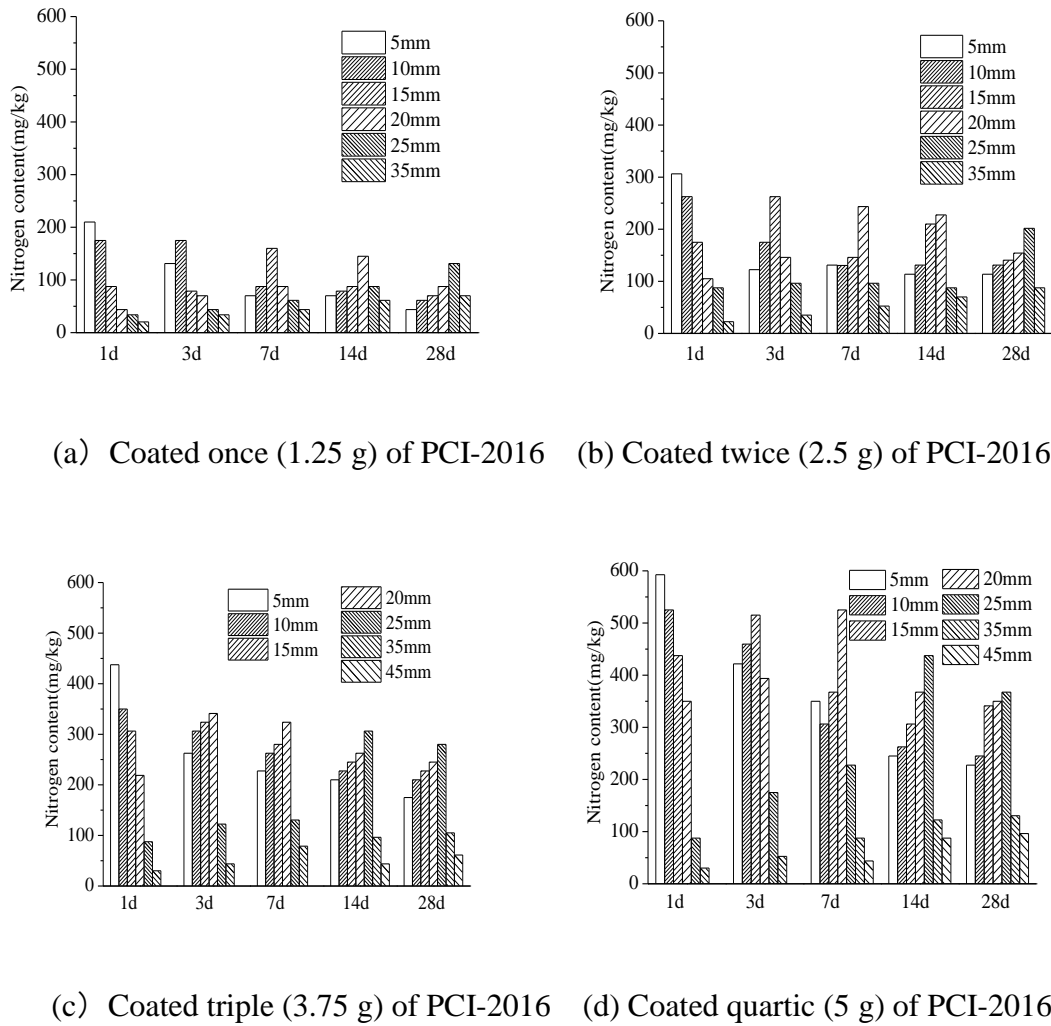 600
500
400
300
200
100
0
Nitrogen content(mg/kg)
5mm
10mm
15mm
20mm
25mm
35mm
1d 3d 7d 14d 28d
600
500
400
300
200
100
0
Nitrogen content(mg/kg)
5mm
10mm
15mm
20mm
25mm
35mm
1d 3d 7d 14d 28d
(a) Coated once (1.25 g) of PCI-2016
(b) Coated twice (2.5 g) of PCI-2016
600
500
400
300
200
100
0
Nitrogen content(mg/kg)
5mm
10mm
15mm
20mm
25mm
35mm
45mm
1d 3d 7d 14d 28d
600
500
400
300
200
100
0
Nitrogen content(mg/kg)
5mm
10mm
15mm
20mm
25mm
35mm
45mm
1d 3d 7d 14d 28d
(c) Coated triple (3.75 g) of PCI-2016
(d) Coated quartic (5 g) of PCI-2016